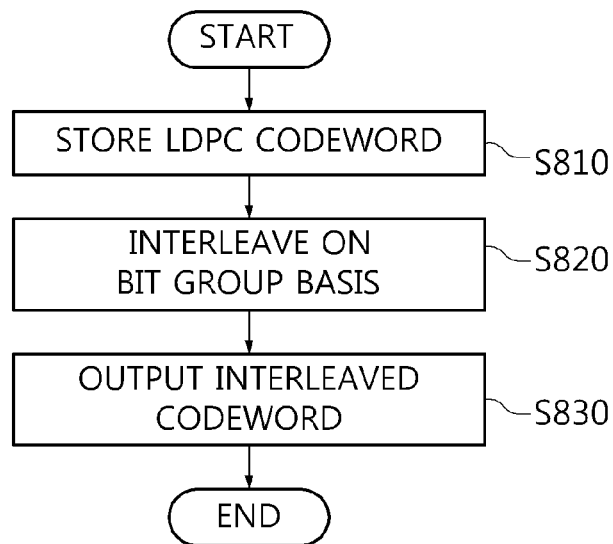 START
STORE LDPC CODEWORD
S810
INTERLEAVE ON
BIT GROUP BASIS
S820
OUTPUT INTERLEAVED
CODEWORD
S830
END